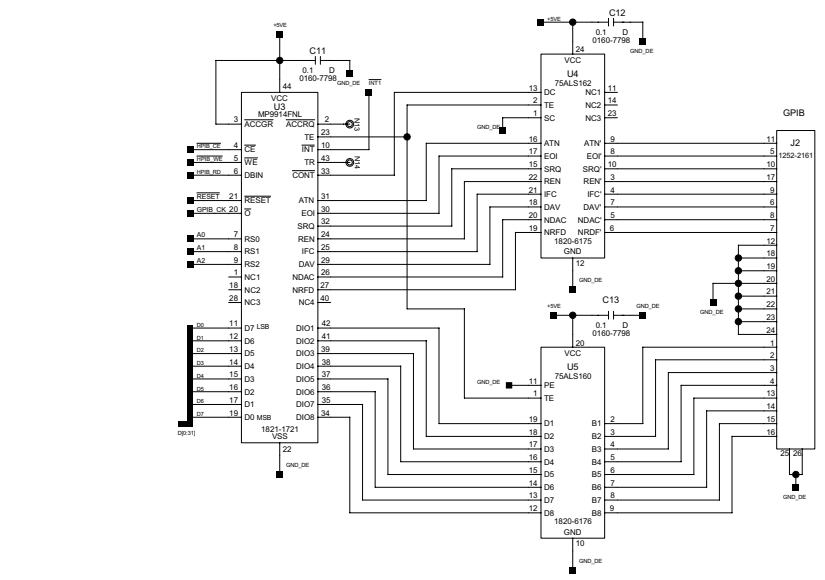 +5VE
C11
0.1 D
0160-7798
GND_DE
INT1
44
VCC
U3
MP9914FNL
3 ACCGR
ACCRQ 2 N13
TE 23
HPIB_CE 4 CE
INT 10
HPIB_WE 5 WE
TR 43 N14
HPIB_RD 6 DBIN
CONT 33
RESET 21 RESET
ATN 31
GPIB_CK 20 O
EOI 30
SRQ 32
A0 7 RS0
REN 24
A1 8 RS1
IFC 25
A2 9 RS2
DAV 29
1 NC1
NDAC 26
18 NC2
NRFD 27
28 NC3
NC4 40
D0 11 D7 LSB
DIO1 42
D1 12 D6
DIO2 41
D2 13 D5
DIO3 39
D3 14 D4
DIO4 38
D4 15 D3
DIO5 37
D5 16 D2
DIO6 36
D6 17 D1
DIO7 35
D7 19 D0 MSB
DIO8 34
D[0:31]
1821-1721
VSS
22
GND_DE
+5VE
C12
0.1 D
0160-7798
GND_DE
24
VCC
U4
75ALS162
13 DC
NC1 11
2 TE
NC2 14
1 SC
NC3 23
GND_DE
16 ATN
ATN' 9
17 EOI
EOI' 8
15 SRQ
SRQ' 10
22 REN
REN' 3
21 IFC
IFC' 4
18 DAV
DAV' 7
20 NDAC
NDAC' 5
19 NRFD
NRDF' 6
1820-6175
GND
12
GND_DE
+5VE
C13
GND_DE
0.1 D
0160-7798
20
VCC
U5
75ALS160
GND_DE
11 PE
1 TE
19 D1
B1 2
18 D2
B2 3
17 D3
B3 4
16 D4
B4 5
15 D5
B5 6
14 D6
B6 7
13 D7
B7 8
12 D8
B8 9
1820-6176
GND
10
GND_DE
GPIB
J2
1252-2161
11
5
10
17
9
6
8
7
12
18
19
20
21
22
23
24
GND_DE
1
2
3
4
13
14
15
16
25 26
GND_DE